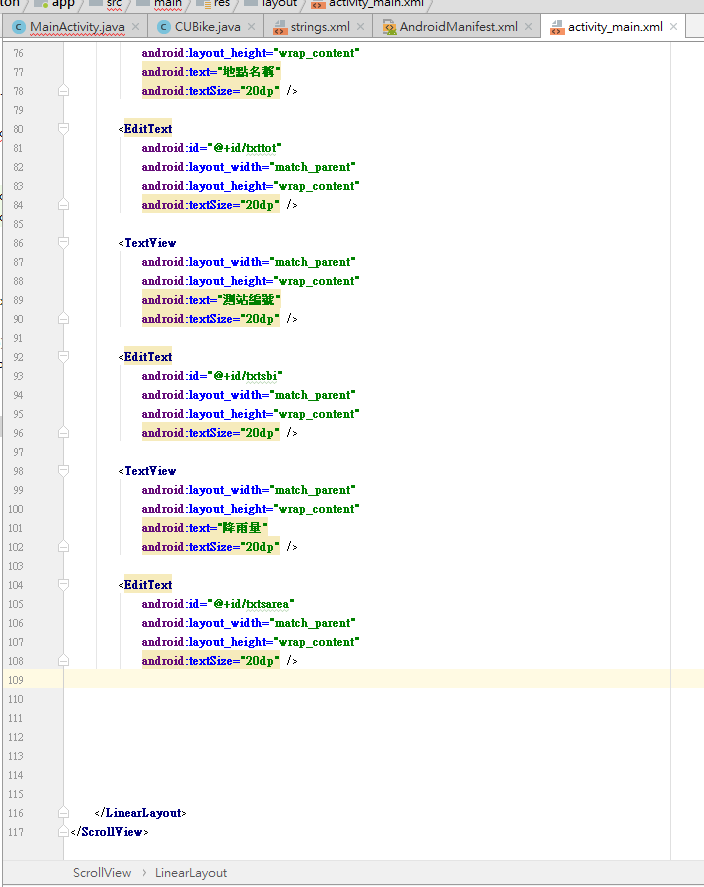 app src main res layout activity_main.xml
MainActivity.java CUBike.java strings.xml AndroidManifest.xml activity_main.xml
76 android:layout_height="wrap_content"
77 android:text="地點名稱"
78 android:textSize="20dp" />
79
80 <EditText
81 android:id="@+id/txttot"
82 android:layout_width="match_parent"
83 android:layout_height="wrap_content"
84 android:textSize="20dp" />
85
86 <TextView
87 android:layout_width="match_parent"
88 android:layout_height="wrap_content"
89 android:text="測站編號"
90 android:textSize="20dp" />
91
92 <EditText
93 android:id="@+id/txtsbi"
94 android:layout_width="match_parent"
95 android:layout_height="wrap_content"
96 android:textSize="20dp" />
97
98 <TextView
99 android:layout_width="match_parent"
100 android:layout_height="wrap_content"
101 android:text="降雨量"
102 android:textSize="20dp" />
103
104 <EditText
105 android:id="@+id/txtsarea"
106 android:layout_width="match_parent"
107 android:layout_height="wrap_content"
108 android:textSize="20dp" />
109
110
111
112
113
114
115
116 </LinearLayout>
117 </ScrollView>
ScrollView › LinearLayout